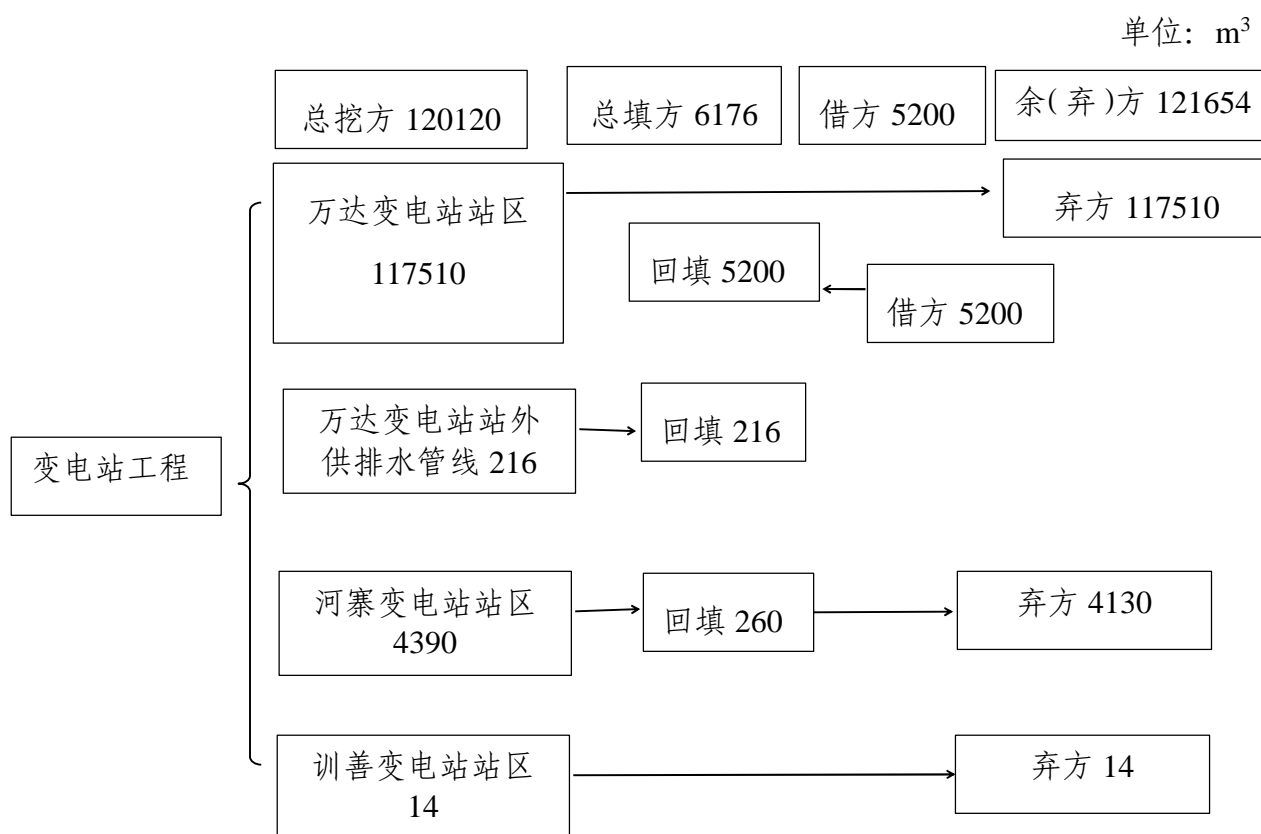 单位：m³
总挖方 120120
总填方 6176
借方 5200
余(弃)方 121654
万达变电站站区
117510
弃方 117510
回填 5200
借方 5200
万达变电站站外
供排水管线 216
回填 216
变电站工程
河寨变电站站区
4390
回填 260
弃方 4130
训善变电站站区
14
弃方 14